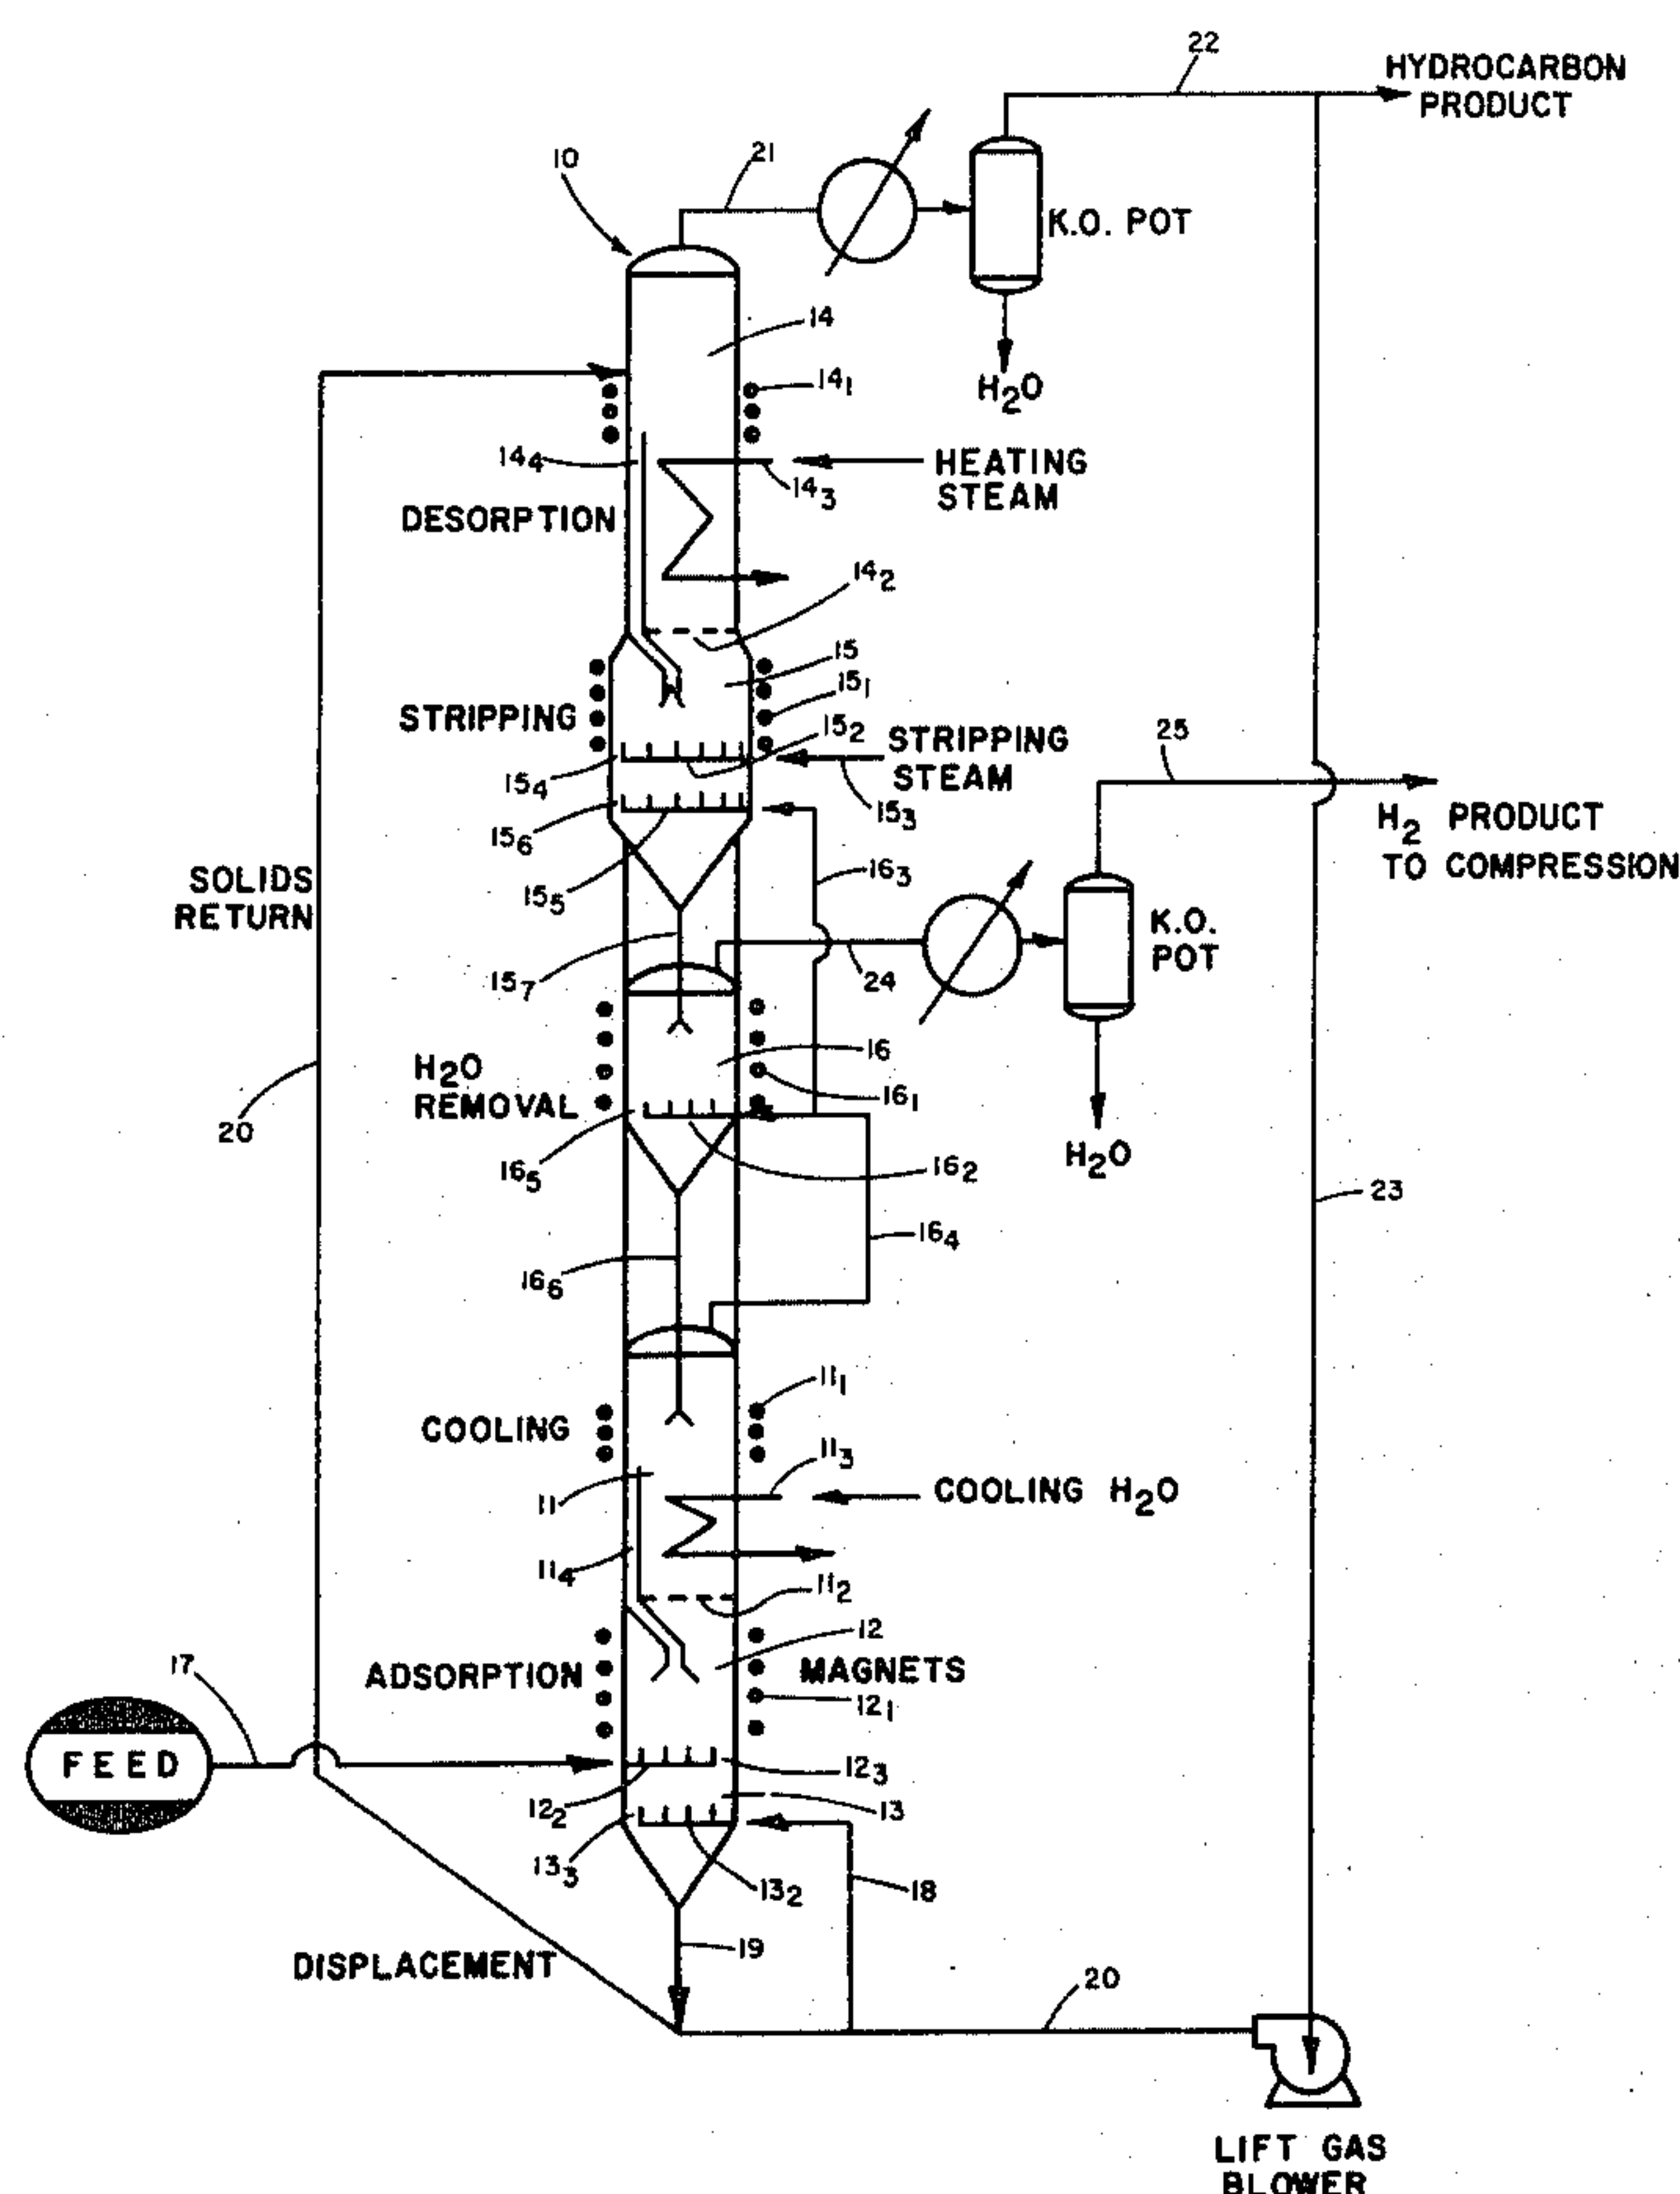 22
HYDROCARBON
PRODUCT
10
21
K.O. POT
14
14₁
H₂O
14₄
HEATING
STEAM
14₃
DESORPTION
14₂
15
15₁
STRIPPING
15₂
STRIPPING
STEAM
25
15₄
15₃
15₆
H₂ PRODUCT
TO COMPRESSION
SOLIDS
RETURN
16₃
15₅
K.O.
POT
15₇
24
16
H₂O
REMOVAL
16₁
20
H₂O
16₅
16₂
23
16₄
16₆
11₁
COOLING
11₃
11
COOLING H₂O
11₄
11₂
12
17
ADSORPTION
MAGNETS
12₁
FEED
12₃
12₂
13
13₃
13₂
18
19
DISPLACEMENT
20
LIFT GAS
BLOWER